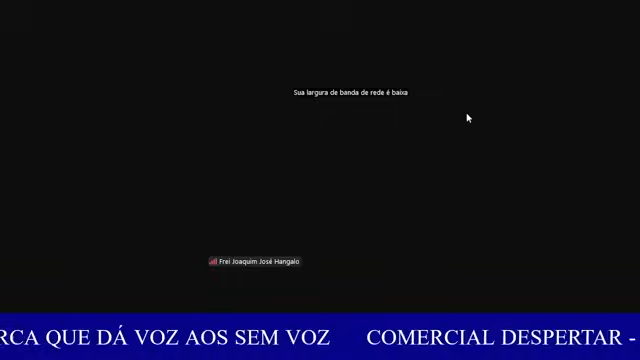 Sua largura de banda de rede é baixa
Frei Joaquim José Hangalo
RCA QUE DÁ VOZ AOS SEM VOZ COMERCIAL DESPERTAR -